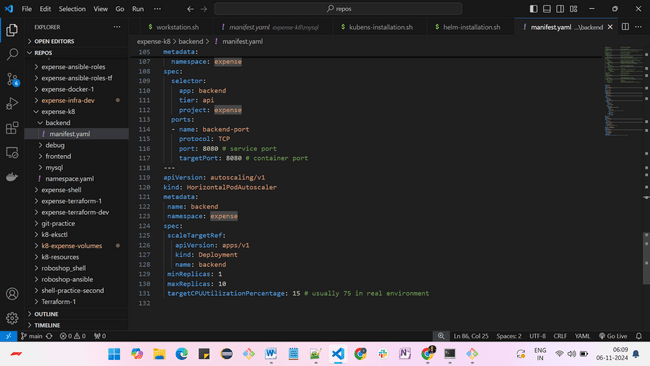 File Edit Selection View Go Run ··· repos
EXPLORER ···
OPEN EDITORS
REPOS
expense-ansible-roles
expense-ansible-roles-tf
expense-docker-1
expense-infra-dev
expense-k8
backend
! manifest.yaml
debug
frontend
mysql
! namespace.yaml
expense-shell
expense-terraform-1
expense-terraform-dev
git-practice
k8-eksctl
k8-expense-volumes
k8-resources
roboshop_shell
roboshop-ansible
shell-practice-second
Terraform-1
OUTLINE
TIMELINE
$ workstation.sh ! manifest.yaml expense-k8\mysql $ kubens-installation.sh $ helm-installation.sh ! manifest.yaml ...\backend
expense-k8 > backend > ! manifest.yaml
105 metadata:
107 namespace: expense
108 spec:
109 selector:
110 app: backend
111 tier: api
112 project: expense
113 ports:
114 - name: backend-port
115 protocol: TCP
116 port: 8080 # service port
117 targetPort: 8080 # container port
118 ---
119 apiVersion: autoscaling/v1
120 kind: HorizontalPodAutoscaler
121 metadata:
122 name: backend
123 namespace: expense
124 spec:
125 scaleTargetRef:
126 apiVersion: apps/v1
127 kind: Deployment
128 name: backend
129 minReplicas: 1
130 maxReplicas: 10
131 targetCPUUtilizationPercentage: 15 # usually 75 in real environment
132
main 0 0 0 Ln 86, Col 25 Spaces: 2 UTF-8 CRLF YAML Go Live
ENG
IN
06:09
06-11-2024